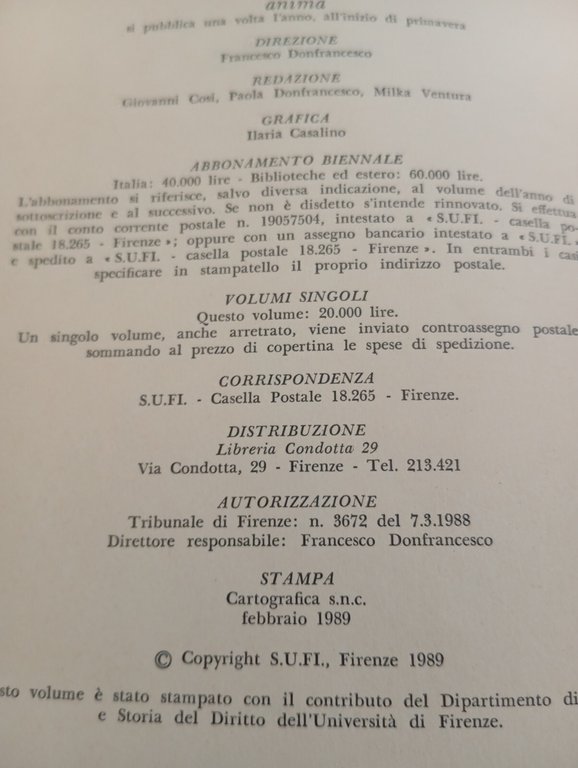 anima
si pubblica una volta l'anno, all'inizio di primavera
DIREZIONE
Francesco Donfrancesco
REDAZIONE
Giovanni Cosi, Paola Donfrancesco, Milka Ventura
GRAFICA
Ilaria Casalino
ABBONAMENTO BIENNALE
Italia: 40.000 lire - Biblioteche ed estero: 60.000 lire.
L'abbonamento si riferisce, salvo diversa indicazione, al volume dell'anno di
sottoscrizione e al successivo. Se non è disdetto s'intende rinnovato. Si effettua
con il conto corrente postale n. 19057504, intestato a « S.U.FI. - casella po-
stale 18.265 - Firenze »; oppure con un assegno bancario intestato a « S.U.FI. »
e spedito a « S.U.FI. - casella postale 18.265 - Firenze ». In entrambi i casi
specificare in stampatello il proprio indirizzo postale.
VOLUMI SINGOLI
Questo volume: 20.000 lire.
Un singolo volume, anche arretrato, viene inviato controassegno postale
sommando al prezzo di copertina le spese di spedizione.
CORRISPONDENZA
S.U.FI. - Casella Postale 18.265 - Firenze.
DISTRIBUZIONE
Libreria Condotta 29
Via Condotta, 29 - Firenze - Tel. 213.421
AUTORIZZAZIONE
Tribunale di Firenze: n. 3672 del 7.3.1988
Direttore responsabile: Francesco Donfrancesco
STAMPA
Cartografica s.n.c.
febbraio 1989
© Copyright S.U.FI., Firenze 1989
sto volume è stato stampato con il contributo del Dipartimento di
e Storia del Diritto dell'Università di Firenze.